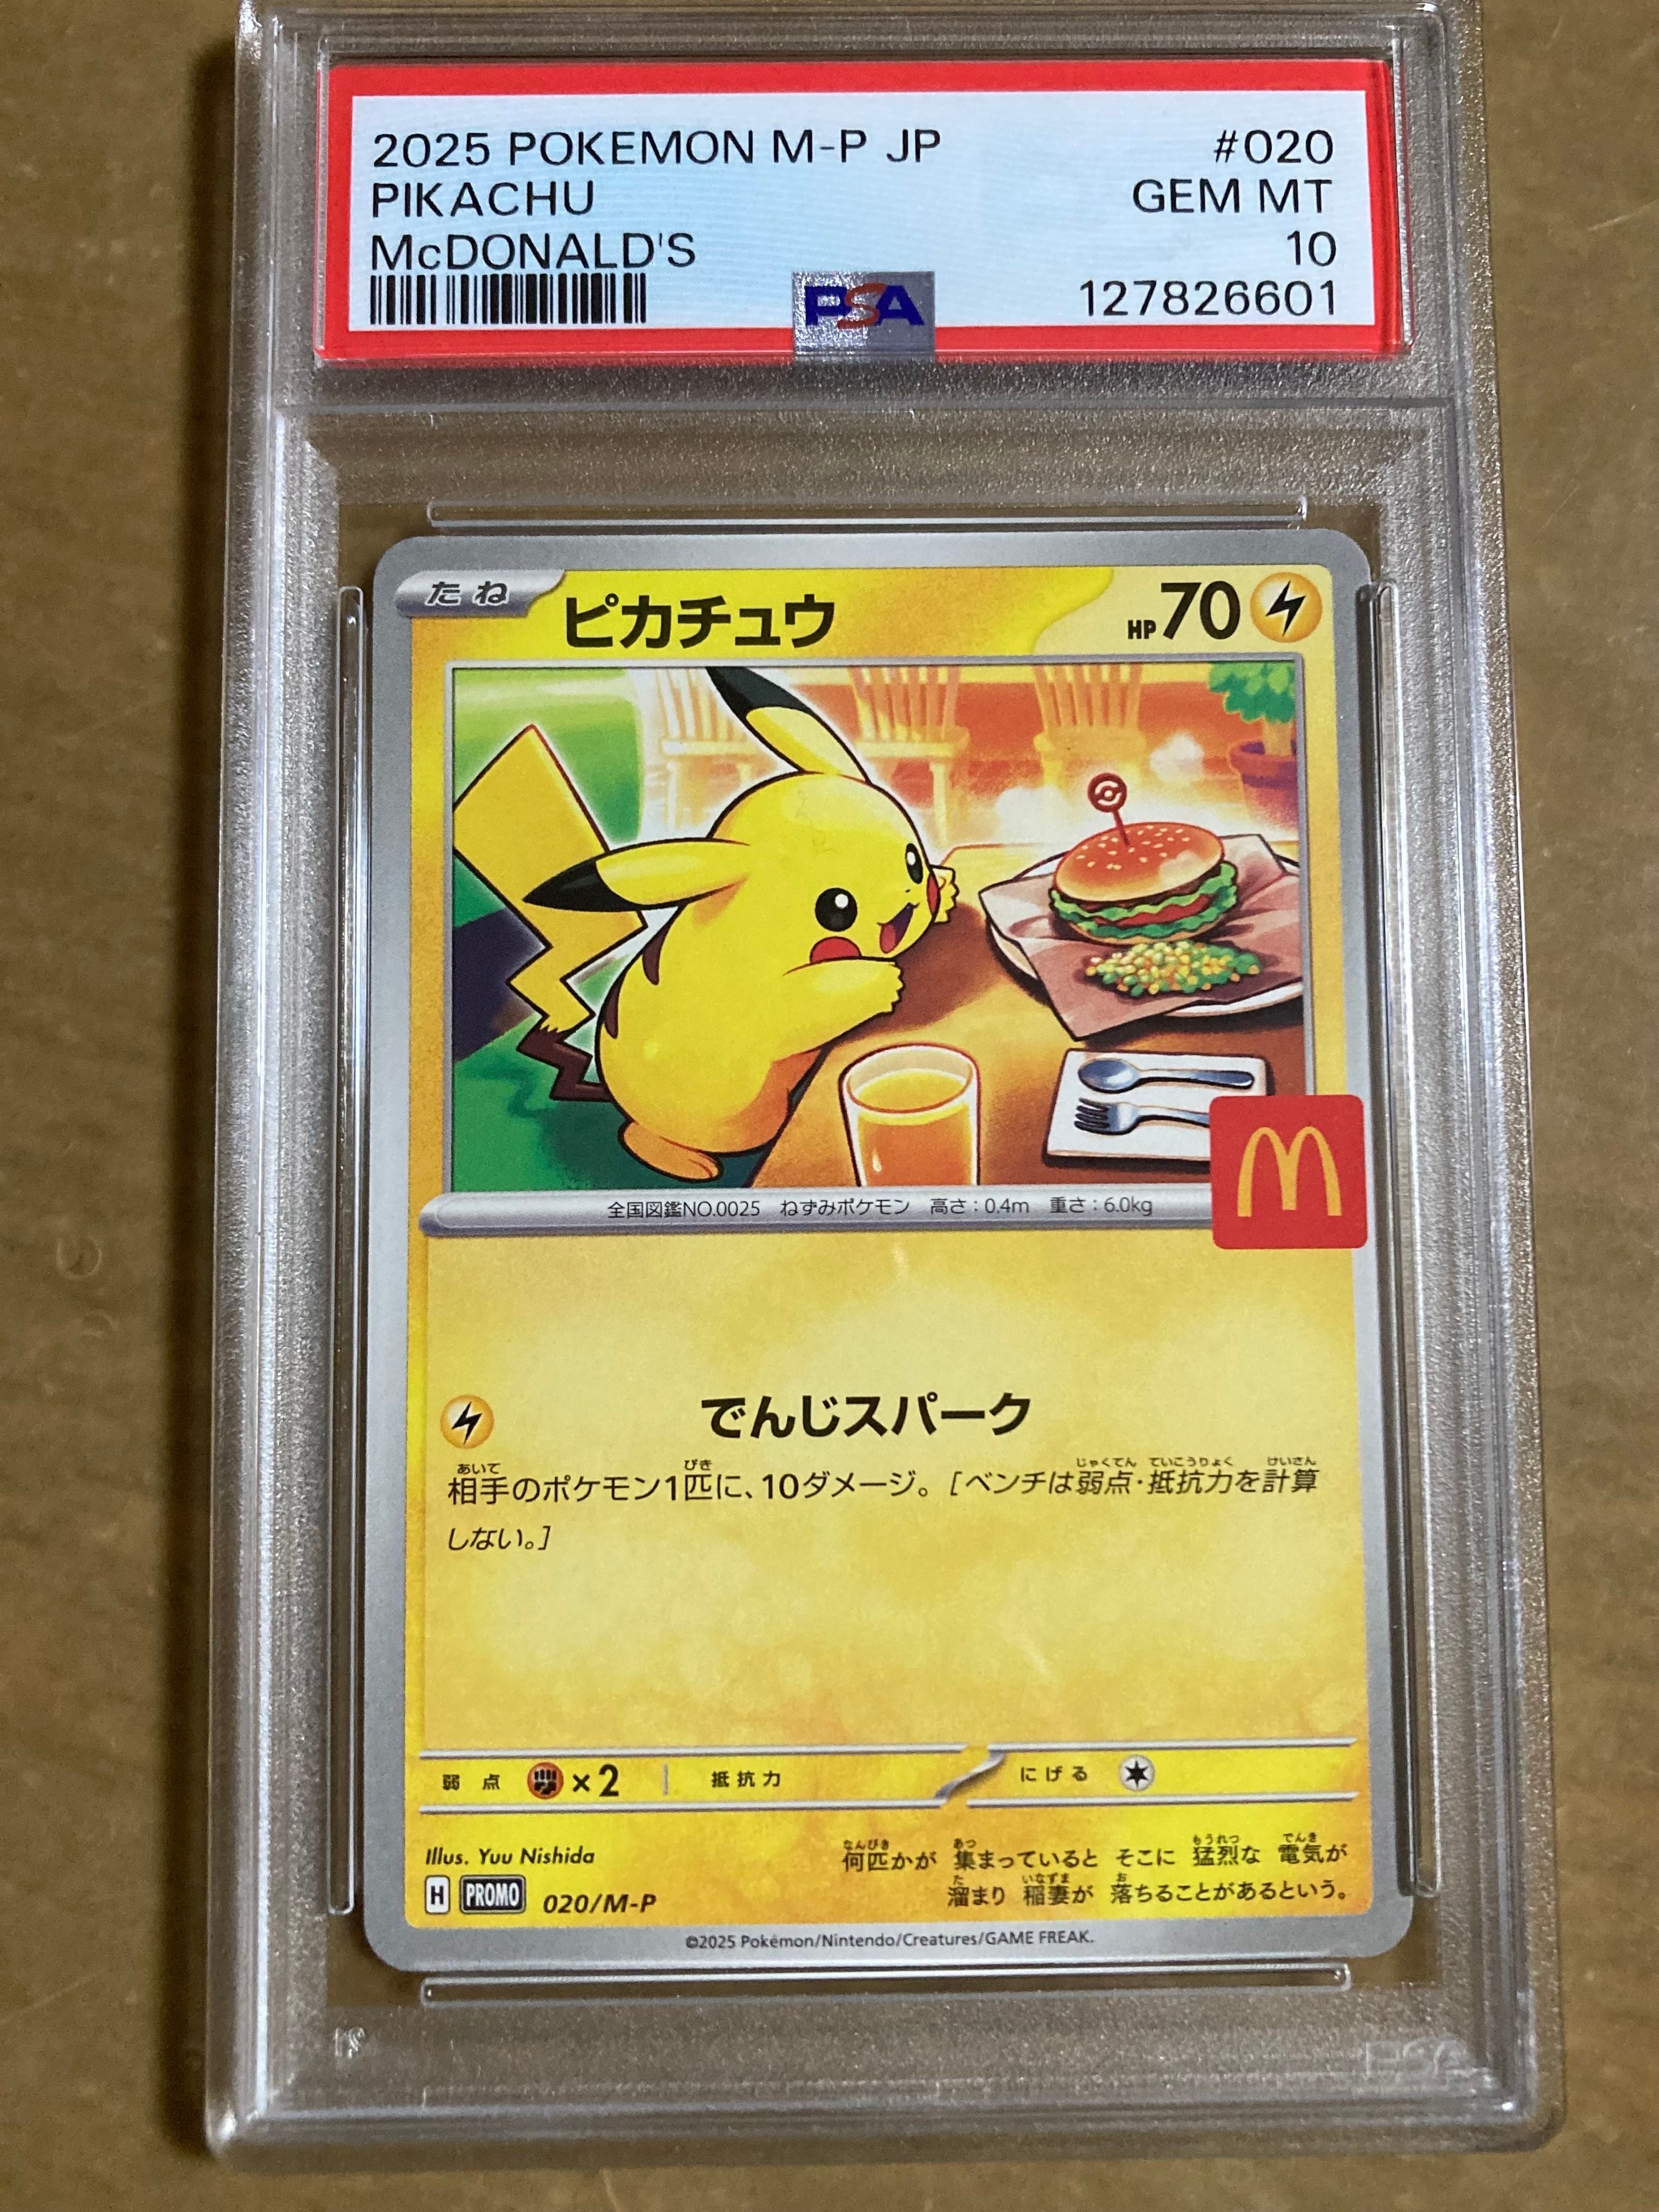 2025 POKEMON M-P JP #020
PIKACHU GEM MT
McDONALD'S 10
PSA 127826601
たね ピカチュウ HP70
全国図鑑NO.0025 ねずみポケモン 高さ:0.4m 重さ:6.0kg
でんじスパーク
相手のポケモン1匹に、10ダメージ。[ベンチは弱点・抵抗力を計算
しない。]
弱点 ×2 抵抗力 にげる
Illus. Yuu Nishida
H PROMO 020/M-P
何匹かが 集まっていると そこに 猛烈な 電気が
溜まり 稲妻が 落ちることがあるという。
©2025 Pokémon/Nintendo/Creatures/GAME FREAK.
PSA